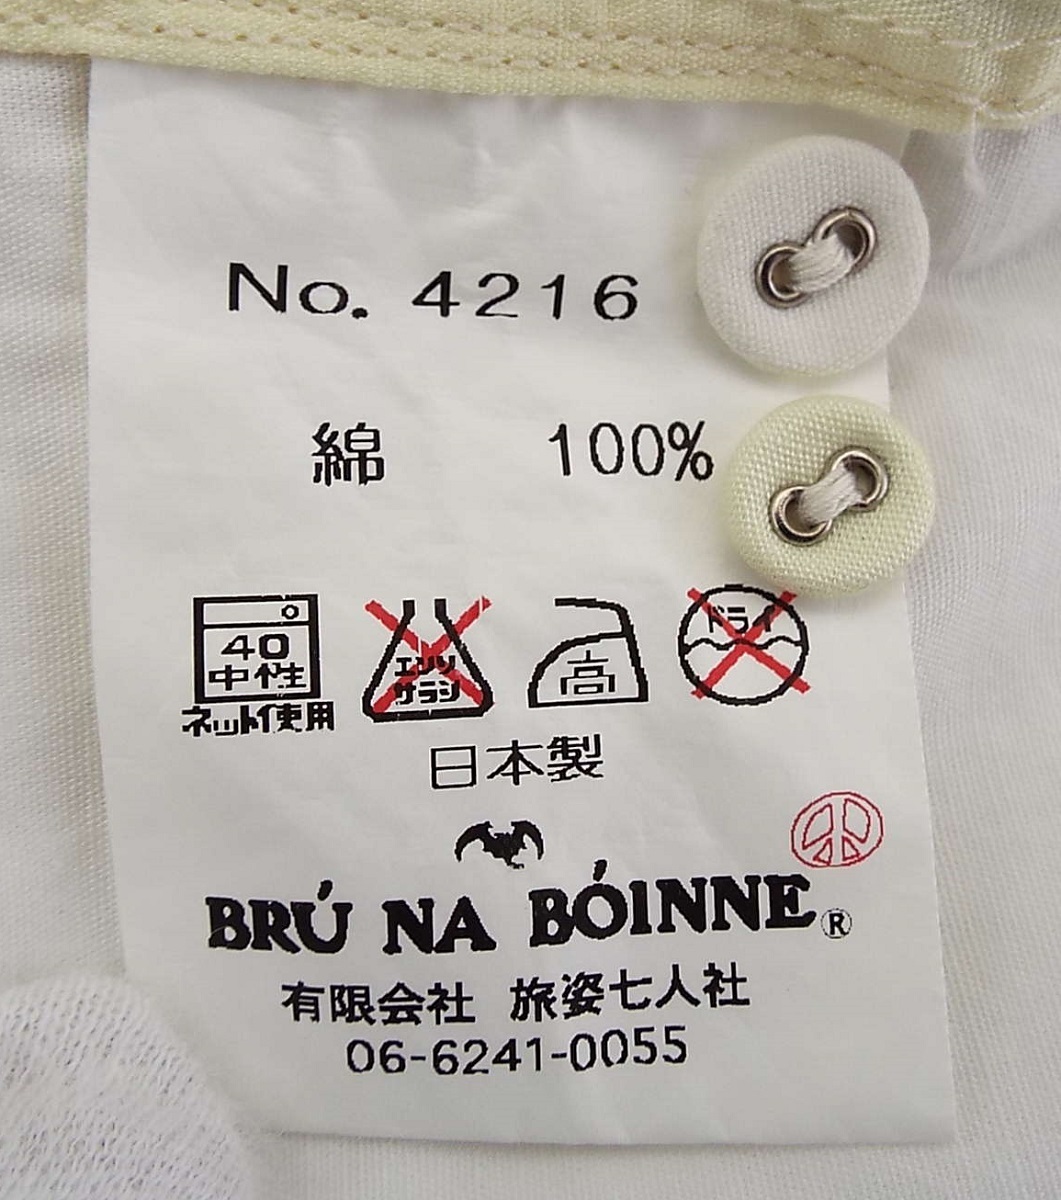 No. 4216
綿 100%
40
中性
ネット使用
エンソ
サラシ
高
ドライ
日本製
BRÚ NA BÓINNE®
有限会社 旅姿七人社
06-6241-0055